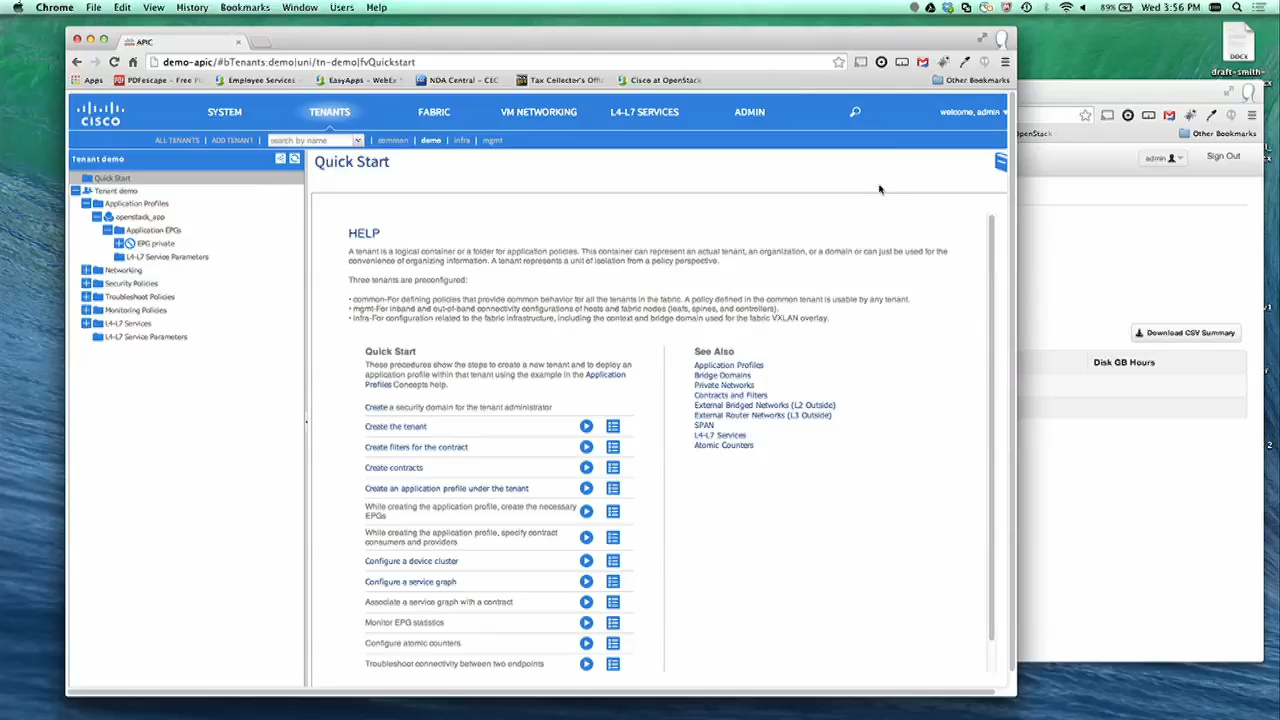 Chrome File Edit View History Bookmarks Window Users Help
89% Wed 3:56 PM
APIC
demo-apic/#bTenants:demo|uni/tn-demo|fvQuickstart
Apps PDFescape - Free Employee Services EasyApps - WebEx NDA Central - CEC Tax Collector's Offi Cisco at OpenStack Other Bookmarks
CISCO SYSTEM TENANTS FABRIC VM NETWORKING L4-L7 SERVICES ADMIN welcome, admin
ALL TENANTS | ADD TENANT | search by name | common | demo | infra | mgmt
Tenant demo
Quick Start
Tenant demo
Application Profiles
openstack_app
Application EPGs
EPG private
L4-L7 Service Parameters
Networking
Security Policies
Troubleshoot Policies
Monitoring Policies
L4-L7 Services
L4-L7 Service Parameters
Quick Start
HELP
A tenant is a logical container or a folder for application policies. This container can represent an actual tenant, an organization, or a domain or can just be used for the
convenience of organizing information. A tenant represents a unit of isolation from a policy perspective.
Three tenants are preconfigured:
• common-For defining policies that provide common behavior for all the tenants in the fabric. A policy defined in the common tenant is usable by any tenant.
• mgmt-For inband and out-of-band connectivity configurations of hosts and fabric nodes (leafs, spines, and controllers).
• infra-For configuration related to the fabric infrastructure, including the context and bridge domain used for the fabric VXLAN overlay.
Quick Start
These procedures show the steps to create a new tenant and to deploy an
application profile within that tenant using the example in the Application
Profiles Concepts help.
Create a security domain for the tenant administrator
Create the tenant
Create filters for the contract
Create contracts
Create an application profile under the tenant
While creating the application profile, create the necessary
EPGs
While creating the application profile, specify contract
consumers and providers
Configure a device cluster
Configure a service graph
Associate a service graph with a contract
Monitor EPG statistics
Configure atomic counters
Troubleshoot connectivity between two endpoints
See Also
Application Profiles
Bridge Domains
Private Networks
Contracts and Filters
External Bridged Networks (L2 Outside)
External Router Networks (L3 Outside)
SPAN
L4-L7 Services
Atomic Counters
DOCX
draft-smith-
Other Bookmarks
admin Sign Out
Download CSV Summary
Disk GB Hours